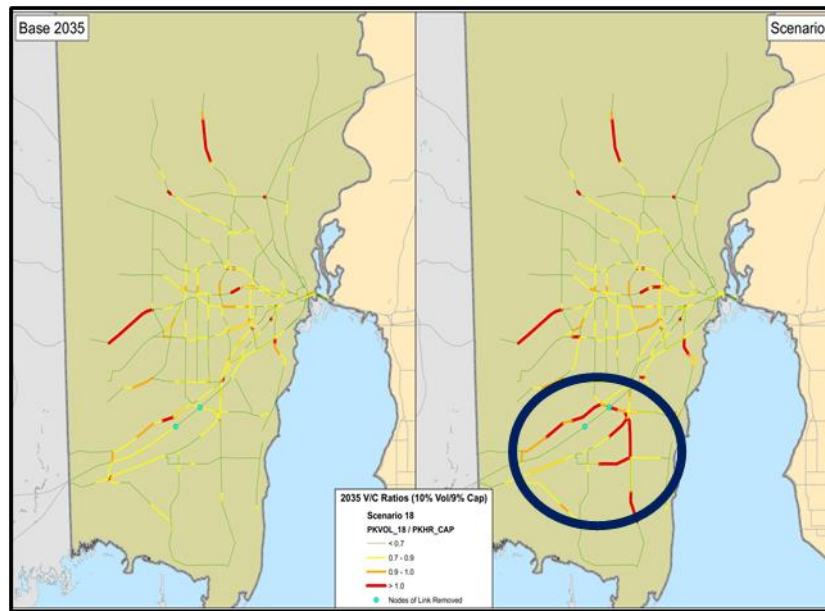 Base 2035
Scenario
2035 V/C Ratios (10% Vol/9% Cap)
Scenario 18
PKVOL_18 / PKHR_CAP
< 0.7
0.7 - 0.9
0.9 - 1.0
> 1.0
Nodes of Link Removed